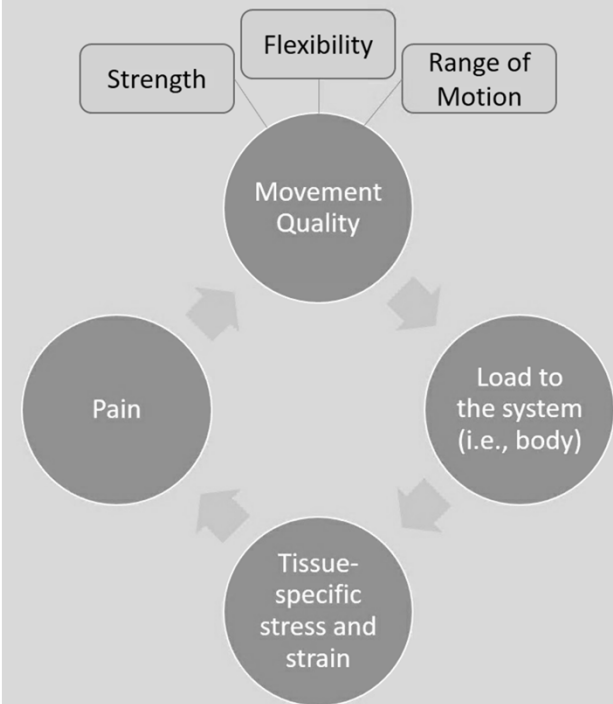 Flexibility
Strength
Range of
Motion
Movement
Quality
Load to
the system
(i.e., body)
Tissue-
specific
stress and
strain
Pain